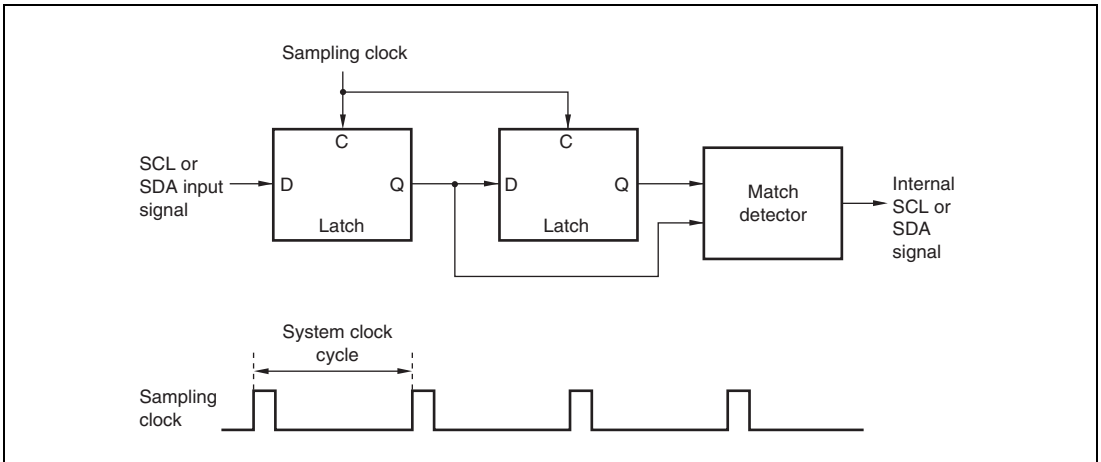 Sampling clock
C
C
SCL or
SDA input
signal
D
Q
Latch
D
Q
Latch
Match
detector
Internal
SCL or
SDA
signal
System clock
cycle
Sampling
clock